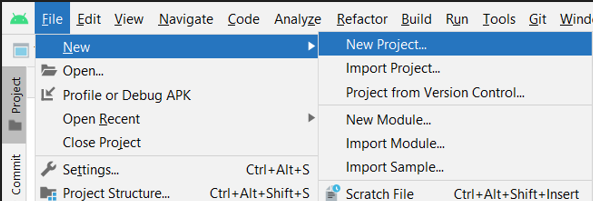 File Edit View Navigate Code Analyze Refactor Build Run Tools Git
New
Open...
Profile or Debug APK
Open Recent
Close Project
Settings... Ctrl+Alt+S
Project Structure... Ctrl+Alt+Shift+S
New Project...
Import Project...
Project from Version Control...
New Module...
Import Module...
Import Sample...
Scratch File Ctrl+Alt+Shift+Insert
Project
Commit